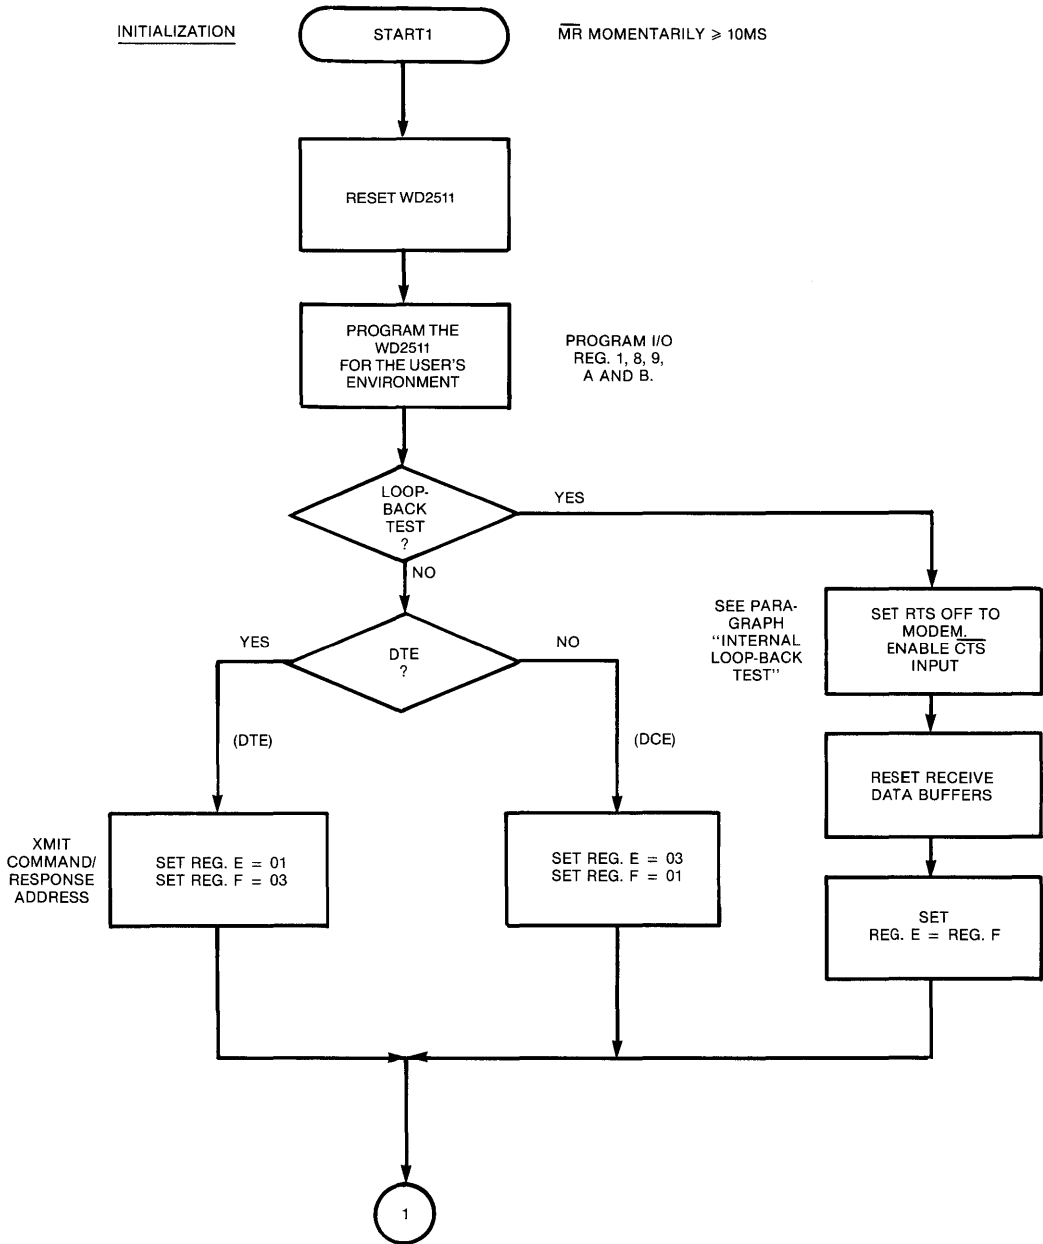 INITIALIZATION
START1
MR MOMENTARILY ⩾ 10MS
RESET WD2511
PROGRAM THE
WD2511
FOR THE USER'S
ENVIRONMENT
PROGRAM I/O
REG. 1, 8, 9,
A AND B.
LOOP-
BACK
TEST
?
YES
NO
SEE PARA-
GRAPH
"INTERNAL
LOOP-BACK
TEST"
SET RTS OFF TO
MODEM.
ENABLE CTS
INPUT
YES
DTE
?
NO
(DTE)
(DCE)
RESET RECEIVE
DATA BUFFERS
XMIT
COMMAND/
RESPONSE
ADDRESS
SET REG. E = 01
SET REG. F = 03
SET REG. E = 03
SET REG. F = 01
SET
REG. E = REG. F
1